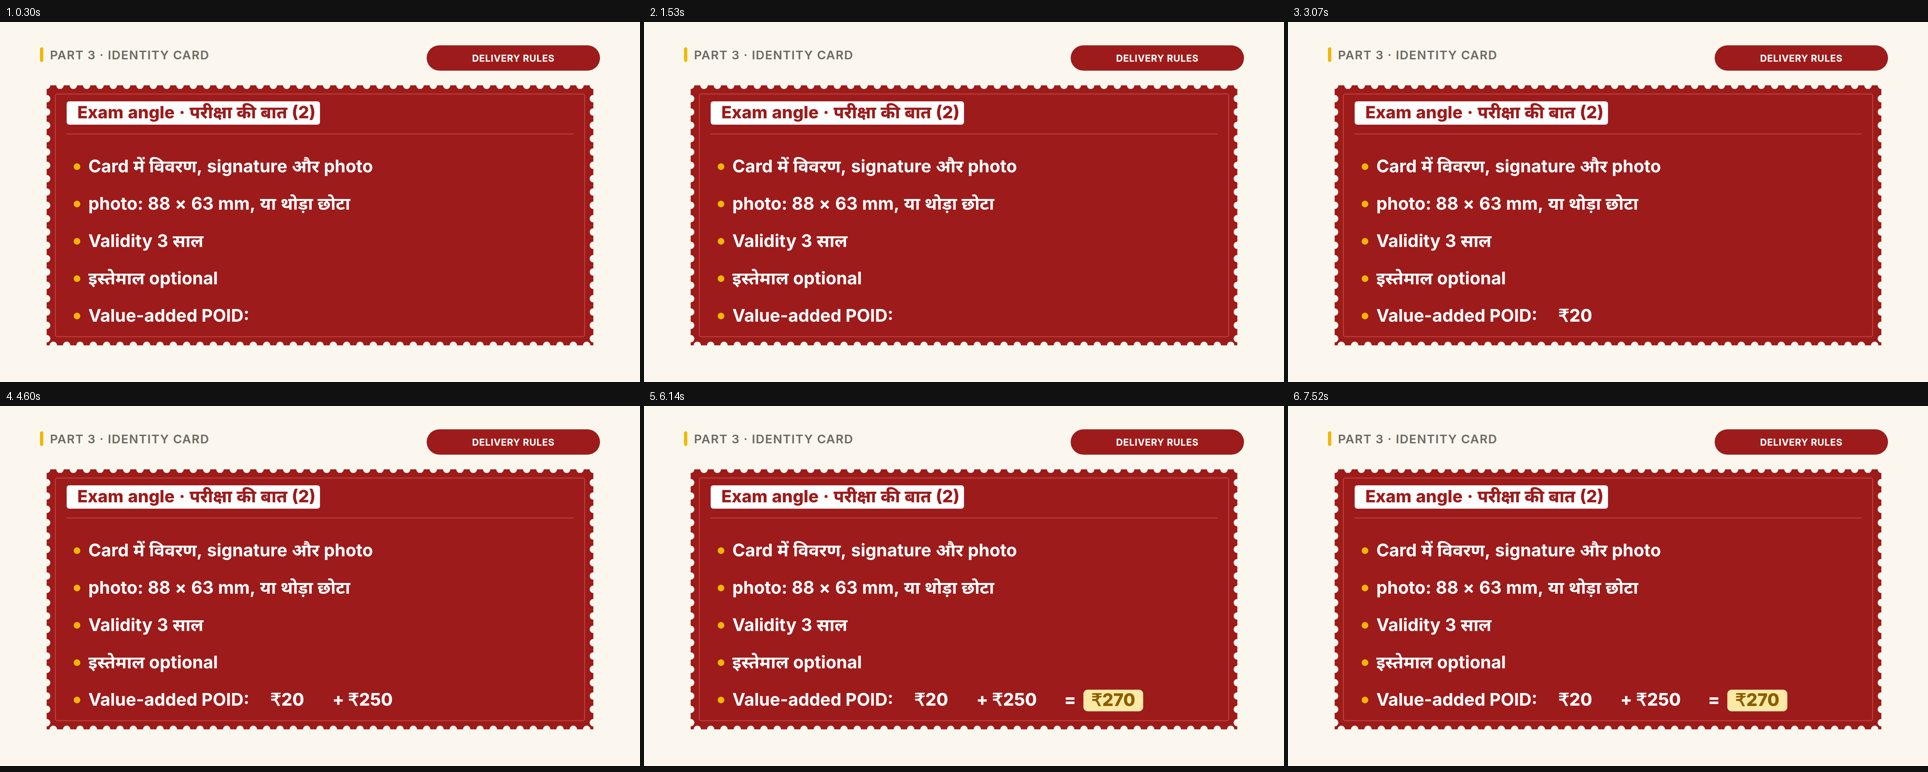 1. 0.30s
PART 3 · IDENTITY CARD
DELIVERY RULES
Exam angle · परीक्षा की बात (2)
Card में विवरण, signature और photo
photo: 88 × 63 mm, या थोड़ा छोटा
Validity 3 साल
इस्तेमाल optional
Value-added POID:
2. 1.53s
PART 3 · IDENTITY CARD
DELIVERY RULES
Exam angle · परीक्षा की बात (2)
Card में विवरण, signature और photo
photo: 88 × 63 mm, या थोड़ा छोटा
Validity 3 साल
इस्तेमाल optional
Value-added POID:
3. 3.07s
PART 3 · IDENTITY CARD
DELIVERY RULES
Exam angle · परीक्षा की बात (2)
Card में विवरण, signature और photo
photo: 88 × 63 mm, या थोड़ा छोटा
Validity 3 साल
इस्तेमाल optional
Value-added POID: ₹20
4. 4.60s
PART 3 · IDENTITY CARD
DELIVERY RULES
Exam angle · परीक्षा की बात (2)
Card में विवरण, signature और photo
photo: 88 × 63 mm, या थोड़ा छोटा
Validity 3 साल
इस्तेमाल optional
Value-added POID: ₹20 + ₹250
5. 6.14s
PART 3 · IDENTITY CARD
DELIVERY RULES
Exam angle · परीक्षा की बात (2)
Card में विवरण, signature और photo
photo: 88 × 63 mm, या थोड़ा छोटा
Validity 3 साल
इस्तेमाल optional
Value-added POID: ₹20 + ₹250 = ₹270
6. 7.52s
PART 3 · IDENTITY CARD
DELIVERY RULES
Exam angle · परीक्षा की बात (2)
Card में विवरण, signature और photo
photo: 88 × 63 mm, या थोड़ा छोटा
Validity 3 साल
इस्तेमाल optional
Value-added POID: ₹20 + ₹250 = ₹270